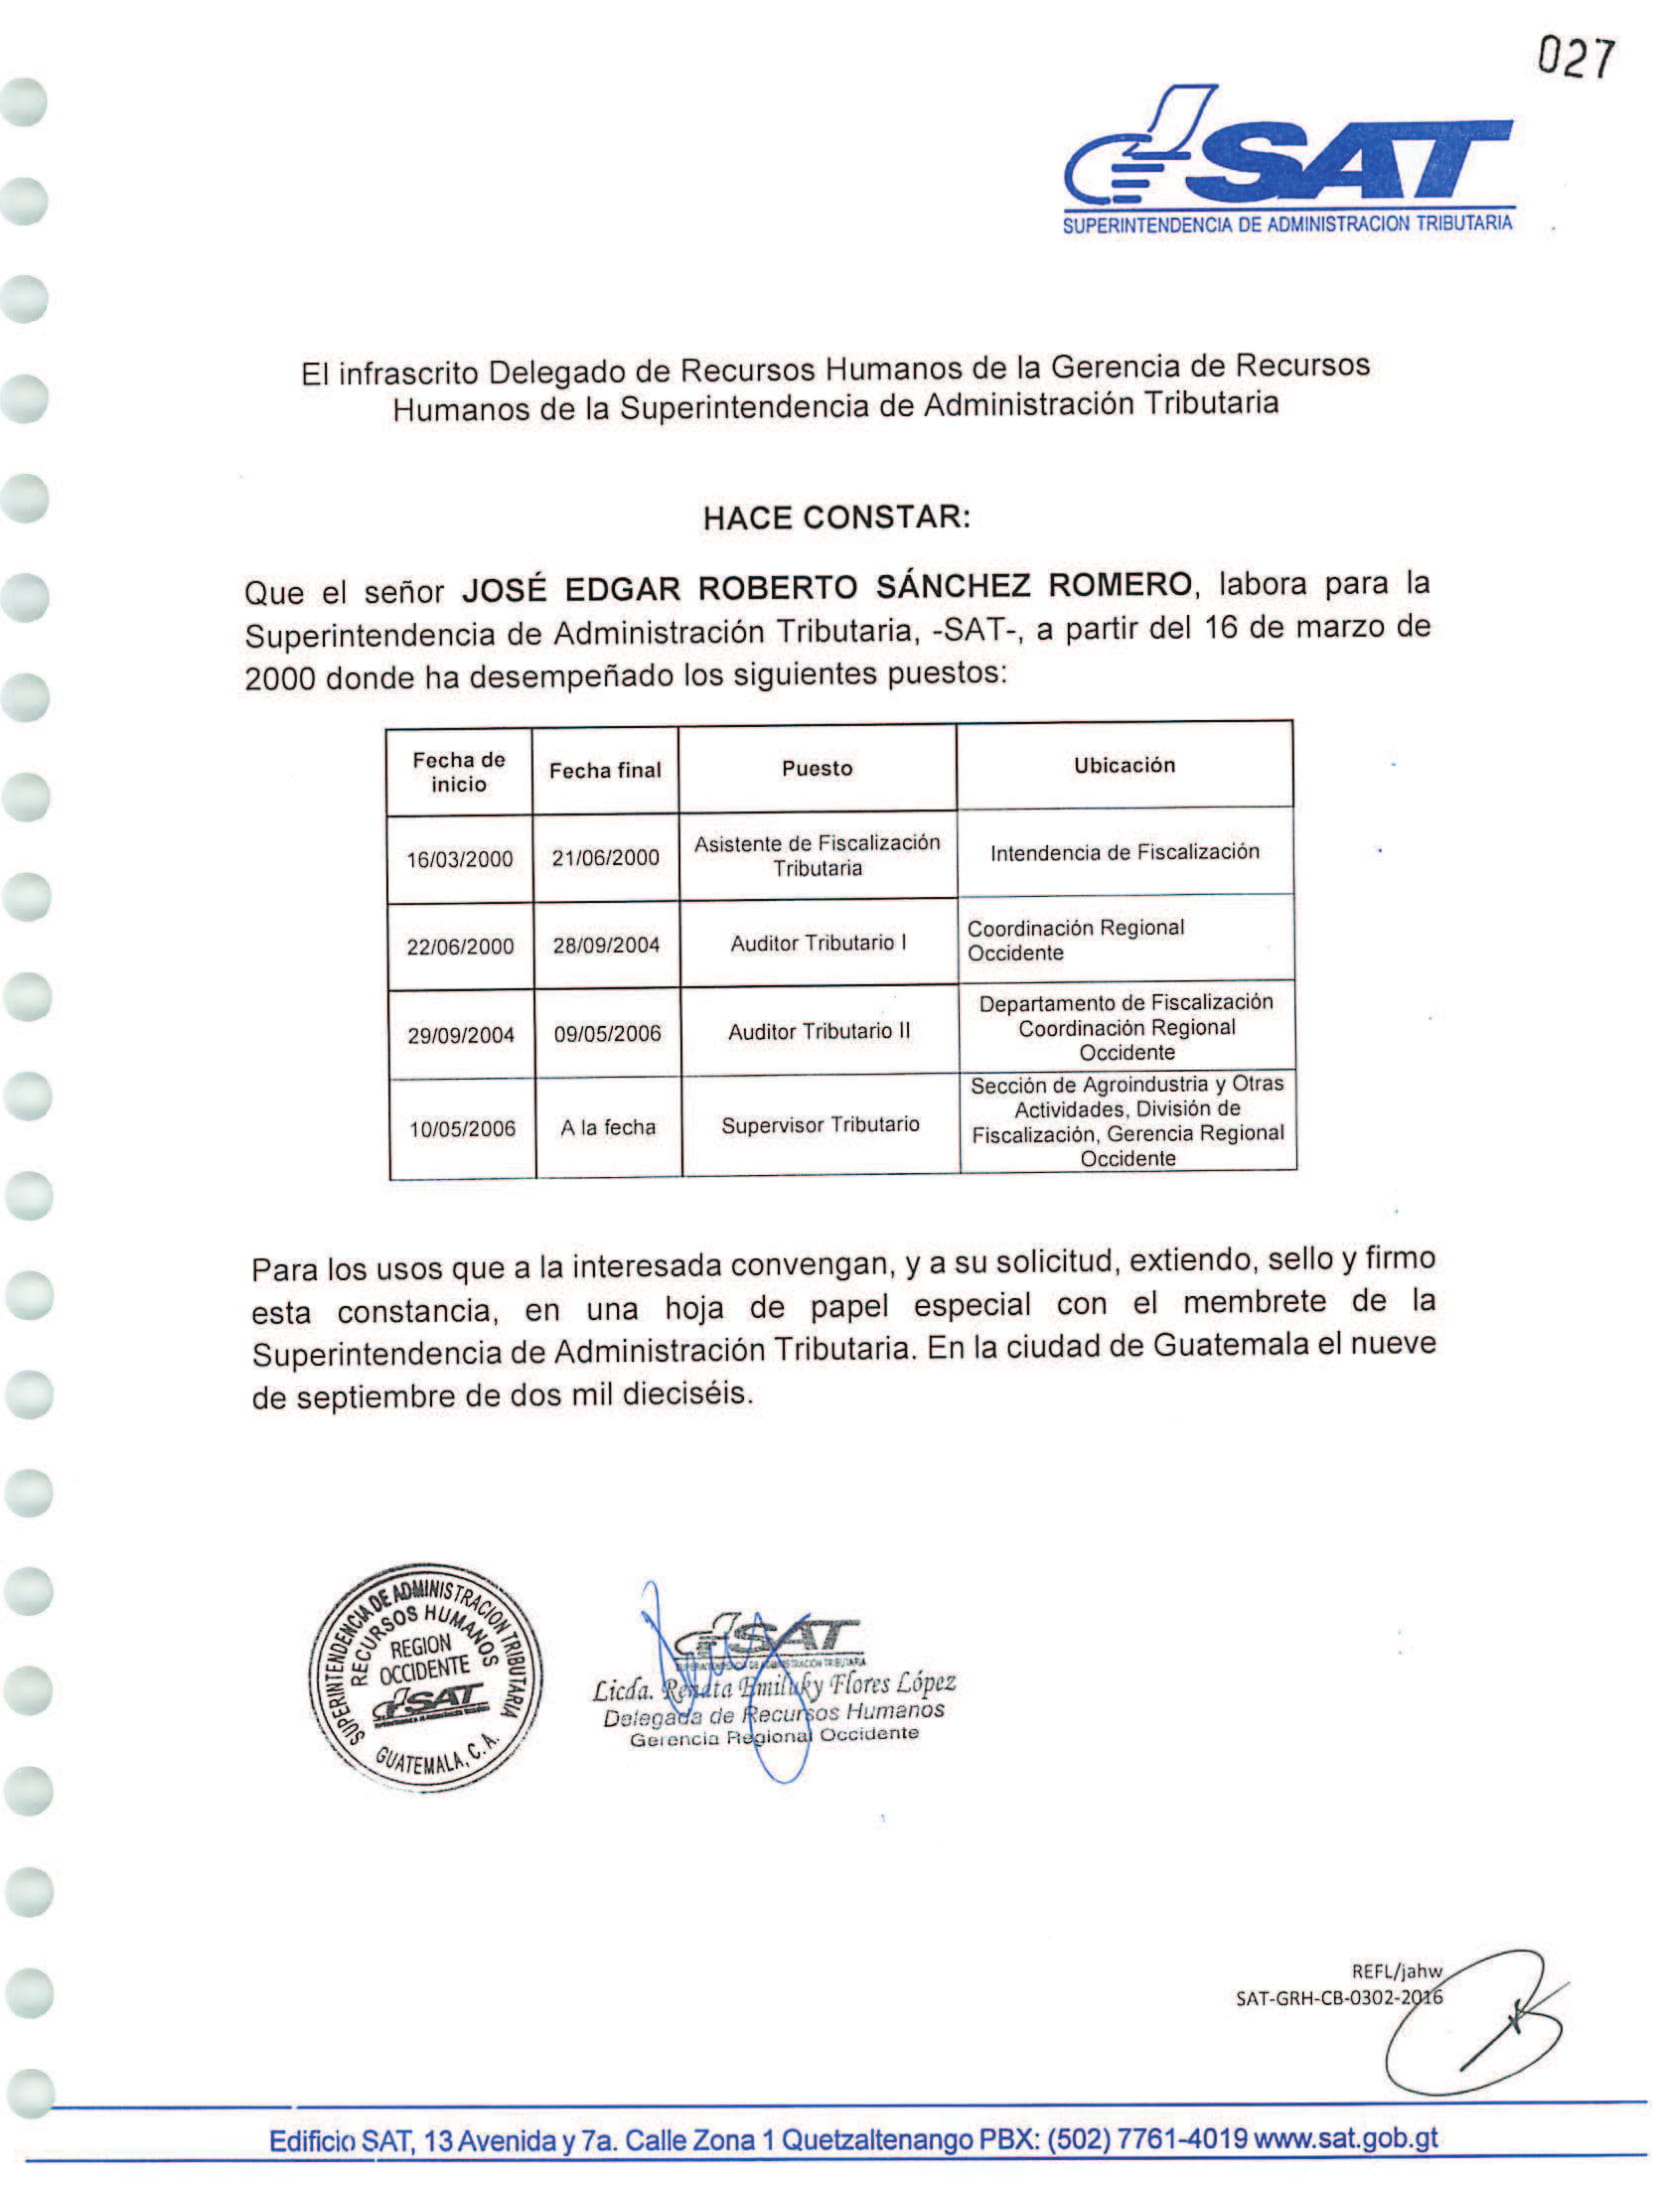 027
SAT
SUPERINTENDENCIA DE ADMINISTRACION TRIBUTARIA
El infrascrito Delegado de Recursos Humanos de la Gerencia de Recursos
Humanos de la Superintendencia de Administración Tributaria
HACE CONSTAR:
Que el señor JOSÉ EDGAR ROBERTO SÁNCHEZ ROMERO, labora para la
Superintendencia de Administración Tributaria, -SAT-, a partir del 16 de marzo de
2000 donde ha desempeñado los siguientes puestos:
Fecha de
inicio
Fecha final
Puesto
Ubicación
16/03/2000
21/06/2000
Asistente de Fiscalización
Tributaria
Intendencia de Fiscalización
22/06/2000
28/09/2004
Auditor Tributario I
Coordinación Regional
Occidente
29/09/2004
09/05/2006
Auditor Tributario II
Departamento de Fiscalización
Coordinación Regional
Occidente
10/05/2006
A la fecha
Supervisor Tributario
Sección de Agroindustria y Otras
Actividades, División de
Fiscalización, Gerencia Regional
Occidente
Para los usos que a la interesada convengan, y a su solicitud, extiendo, sello y firmo
esta constancia, en una hoja de papel especial con el membrete de la
Superintendencia de Administración Tributaria. En la ciudad de Guatemala el nueve
de septiembre de dos mil dieciséis.
SUPERINTENDENCIA DE ADMINISTRACION TRIBUTARIA
RECURSOS HUMANOS
REGION
OCCIDENTE
SAT
GUATEMALA, C. A.
SAT
SUPERINTENDENCIA DE ADMINISTRACION TRIBUTARIA
Licda. Renata Emiluky Flores López
Delegada de Recursos Humanos
Gerencia Regional Occidente
REFL/jahw
SAT-GRH-CB-0302-2016
Edificio SAT, 13 Avenida y 7a. Calle Zona 1 Quetzaltenango PBX: (502) 7761-4019 www.sat.gob.gt